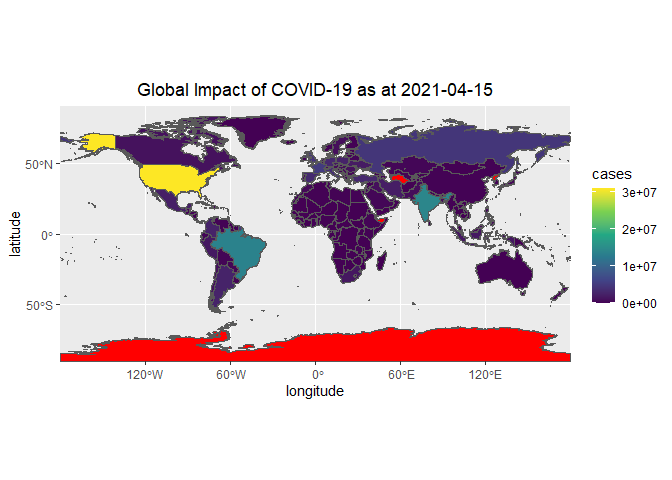 Global Impact of COVID-19 as at 2021-04-15
latitude
50°N
0°
50°S
120°W
60°W
0°
60°E
120°E
longitude
cases
3e+07
2e+07
1e+07
0e+00